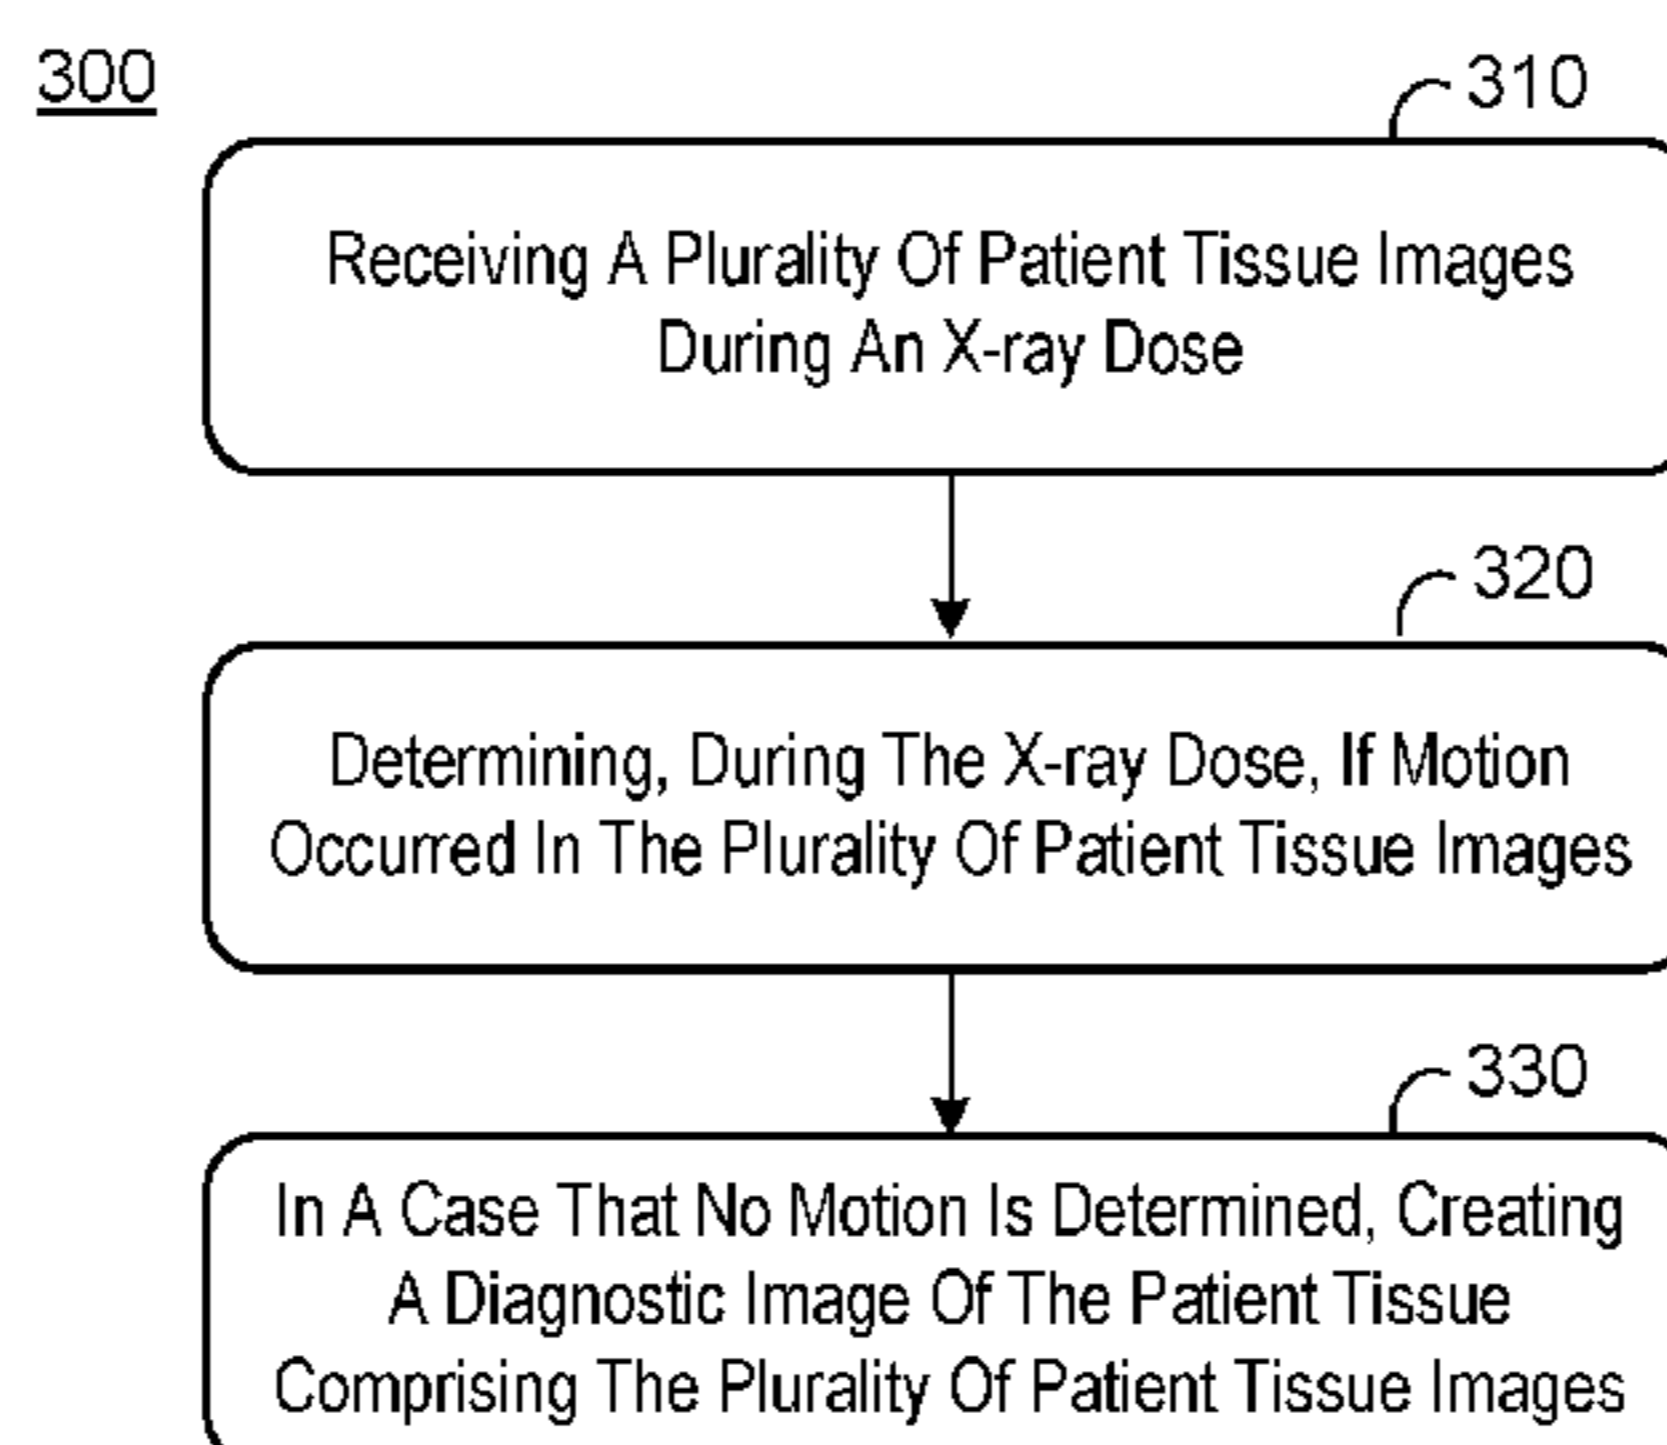 300
310
Receiving A Plurality Of Patient Tissue Images
During An X-ray Dose
320
Determining, During The X-ray Dose, If Motion
Occurred In The Plurality Of Patient Tissue Images
330
In A Case That No Motion Is Determined, Creating
A Diagnostic Image Of The Patient Tissue
Comprising The Plurality Of Patient Tissue Images